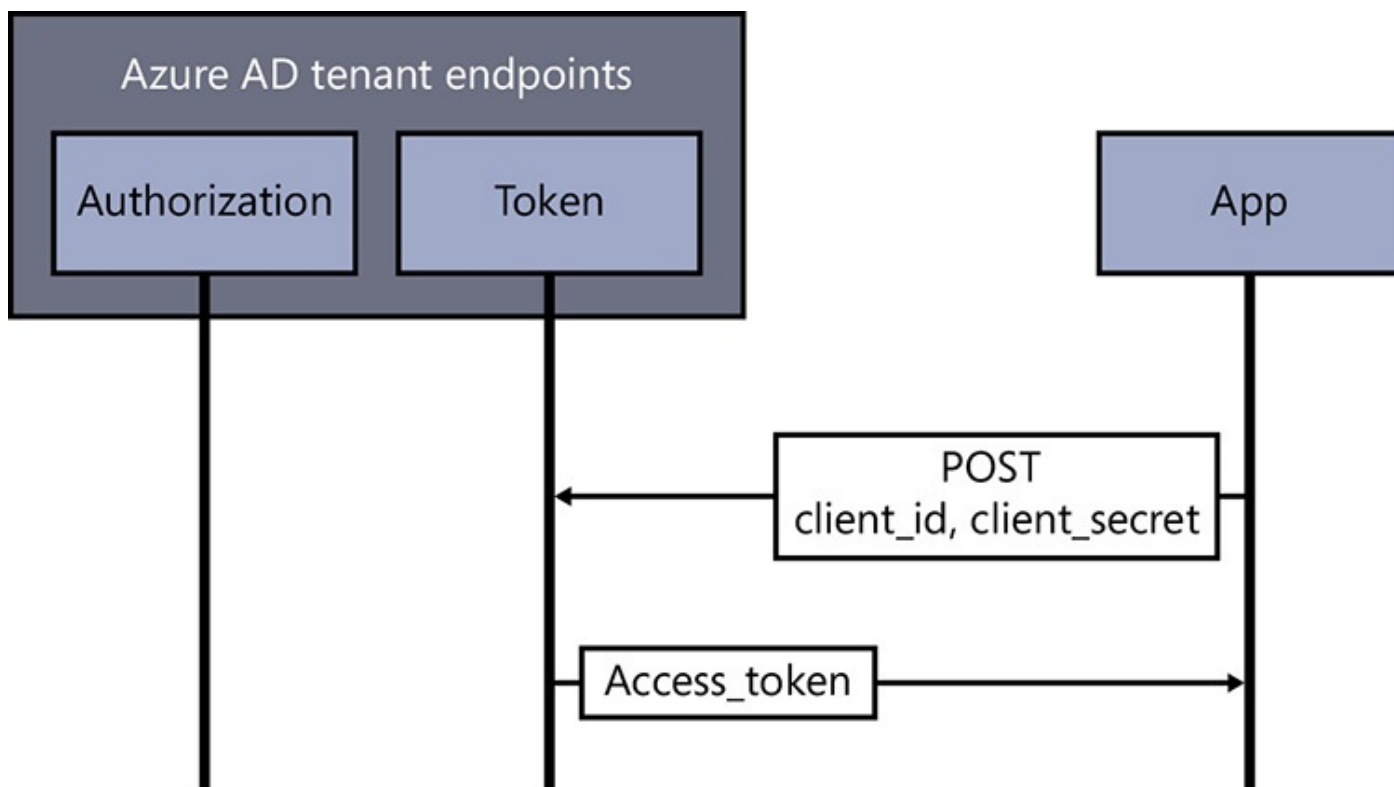 Azure AD tenant endpoints
Authorization
Token
App
POST
client_id, client_secret
Access_token